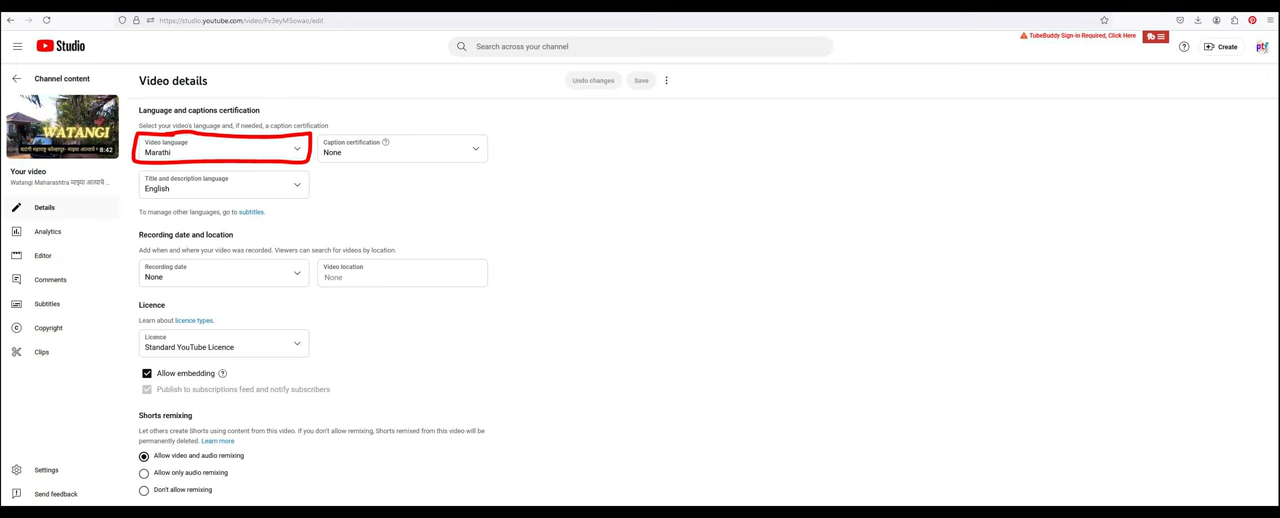 https://studio.youtube.com/video/Fv3eyM5owao/edit
Studio
Search across your channel
TubeBuddy Sign-in Required, Click Here
Create
Channel content
WATANGI
8:42
Your video
Watangi Maharashtra माझ्या आत्याचे ...
Details
Analytics
Editor
Comments
Subtitles
Copyright
Clips
Settings
Send feedback
Video details
Undo changes
Save
Language and captions certification
Select your video's language and, if needed, a caption certification
Video language
Marathi
Caption certification
None
Title and description language
English
To manage other languages, go to subtitles.
Recording date and location
Add when and where your video was recorded. Viewers can search for videos by location.
Recording date
None
Video location
None
Licence
Learn about licence types.
Licence
Standard YouTube Licence
Allow embedding
Publish to subscriptions feed and notify subscribers
Shorts remixing
Let others create Shorts using content from this video. If you don't allow remixing, Shorts remixed from this video will be
permanently deleted. Learn more
Allow video and audio remixing
Allow only audio remixing
Don't allow remixing